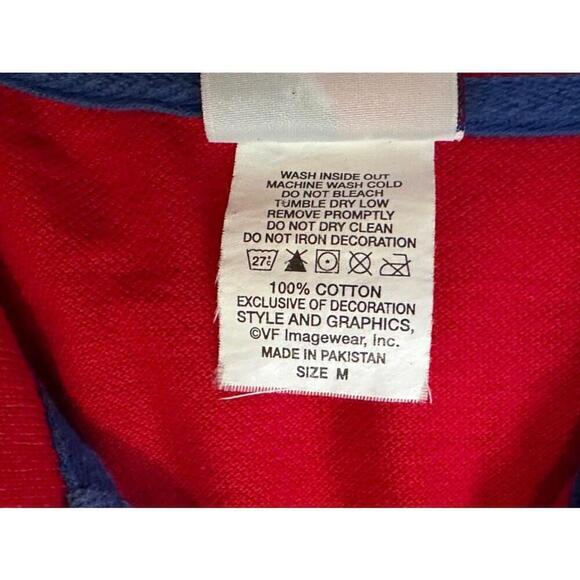 WASH INSIDE OUT
MACHINE WASH COLD
DO NOT BLEACH
TUMBLE DRY LOW
REMOVE PROMPTLY
DO NOT DRY CLEAN
DO NOT IRON DECORATION
27°C
100% COTTON
EXCLUSIVE OF DECORATION
STYLE AND GRAPHICS,
©VF Imagewear, Inc.
MADE IN PAKISTAN
SIZE M